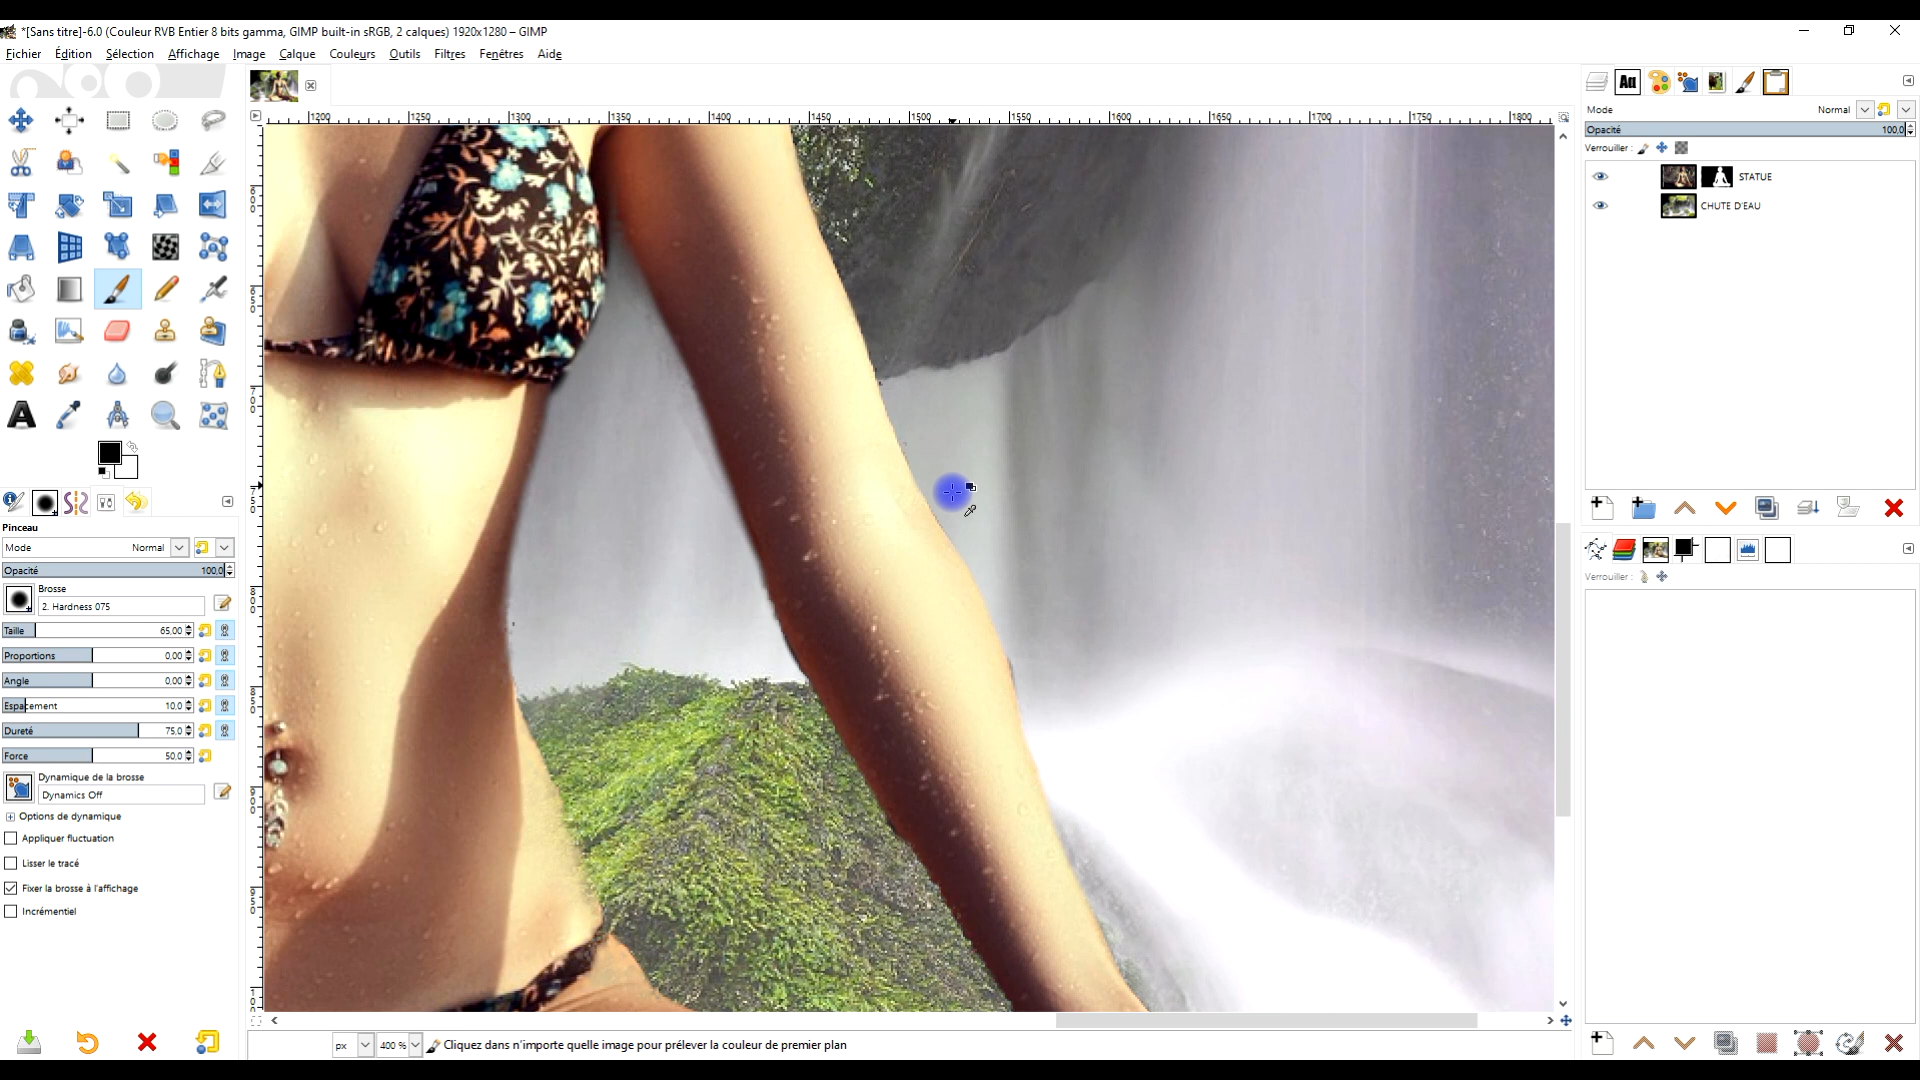 *[Sans titre]-6.0 (Couleur RVB Entier 8 bits gamma, GIMP built-in sRGB, 2 calques) 1920x1280 – GIMP
Fichier Édition Sélection Affichage Image Calque Couleurs Outils Filtres Fenêtres Aide
1200 1250 1300 1350 1400 1450 1500 1550 1600 1650 1700 1750 1800
Pinceau
Mode Normal
Opacité 100,0
Brosse
2. Hardness 075
Taille 65,00
Proportions 0,00
Angle 0,00
Espacement 10,0
Dureté 75,0
Force 50,0
Dynamique de la brosse
Dynamics Off
Options de dynamique
Appliquer fluctuation
Lisser le tracé
Fixer la brosse à l'affichage
Incrémentiel
px 400 % Cliquez dans n'importe quelle image pour prélever la couleur de premier plan
Mode Normal
Opacité 100,0
Verrouiller :
STATUE
CHUTE D'EAU
Verrouiller :